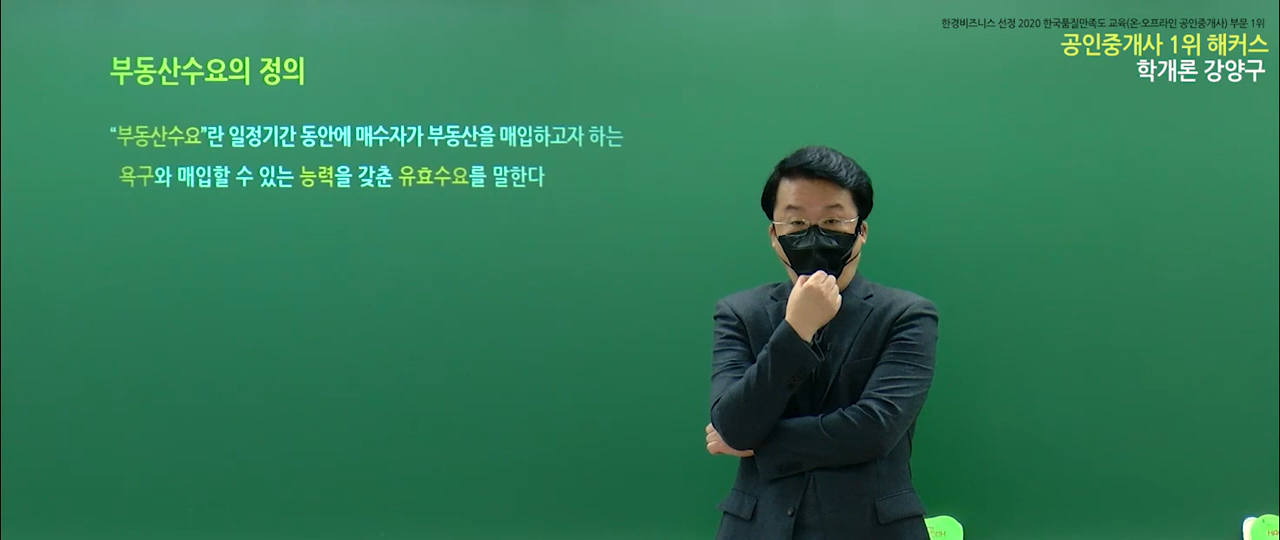 한경비즈니스 선정 2020 한국품질만족도 교육(온·오프라인 공인중개사) 부문 1위
공인중개사 1위 해커스
학개론 강양구
부동산수요의 정의
“부동산수요”란 일정기간 동안에 매수자가 부동산을 매입하고자 하는
욕구와 매입할 수 있는 능력을 갖춘 유효수요를 말한다